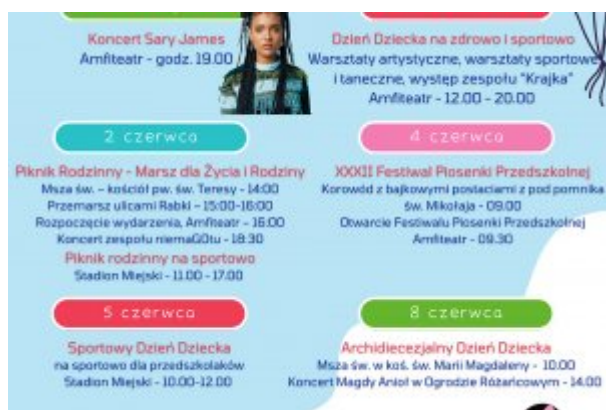 Koncert Sary James
Amfiteatr - godz. 19.00
Dzień Dziecka na zdrowo i sportowo
Warsztaty artystyczne, warsztaty sportowe
i taneczne, występ zespołu "Krajka"
Amfiteatr - 12.00 - 20.00
2 czerwca
Piknik Rodzinny - Marsz dla Życia i Rodziny
Msza św. - kościół pw. św. Teresy - 14:00
Przemarsz ulicami Rabki - 15:00-16:00
Rozpoczęcie wydarzenia, Amfiteatr - 16:00
Koncert zespołu niemaGOtu - 18:30
Piknik rodzinny na sportowo
Stadion Miejski - 11.00 - 17.00
4 czerwca
XXXII Festiwal Piosenki Przedszkolnej
Korowód z bajkowymi postaciami z pod pomnika
św. Mikołaja - 09.00
Otwarcie Festiwalu Piosenki Przedszkolnej
Amfiteatr - 09.30
5 czerwca
Sportowy Dzień Dziecka
na sportowo dla przedszkolaków
Stadion Miejski - 10.00-12.00
8 czerwca
Archidiecezjalny Dzień Dziecka
Msza św. w koś. św. Marii Magdaleny - 10.00
Koncert Magdy Anioł w Ogrodzie Różańcowym - 14.00